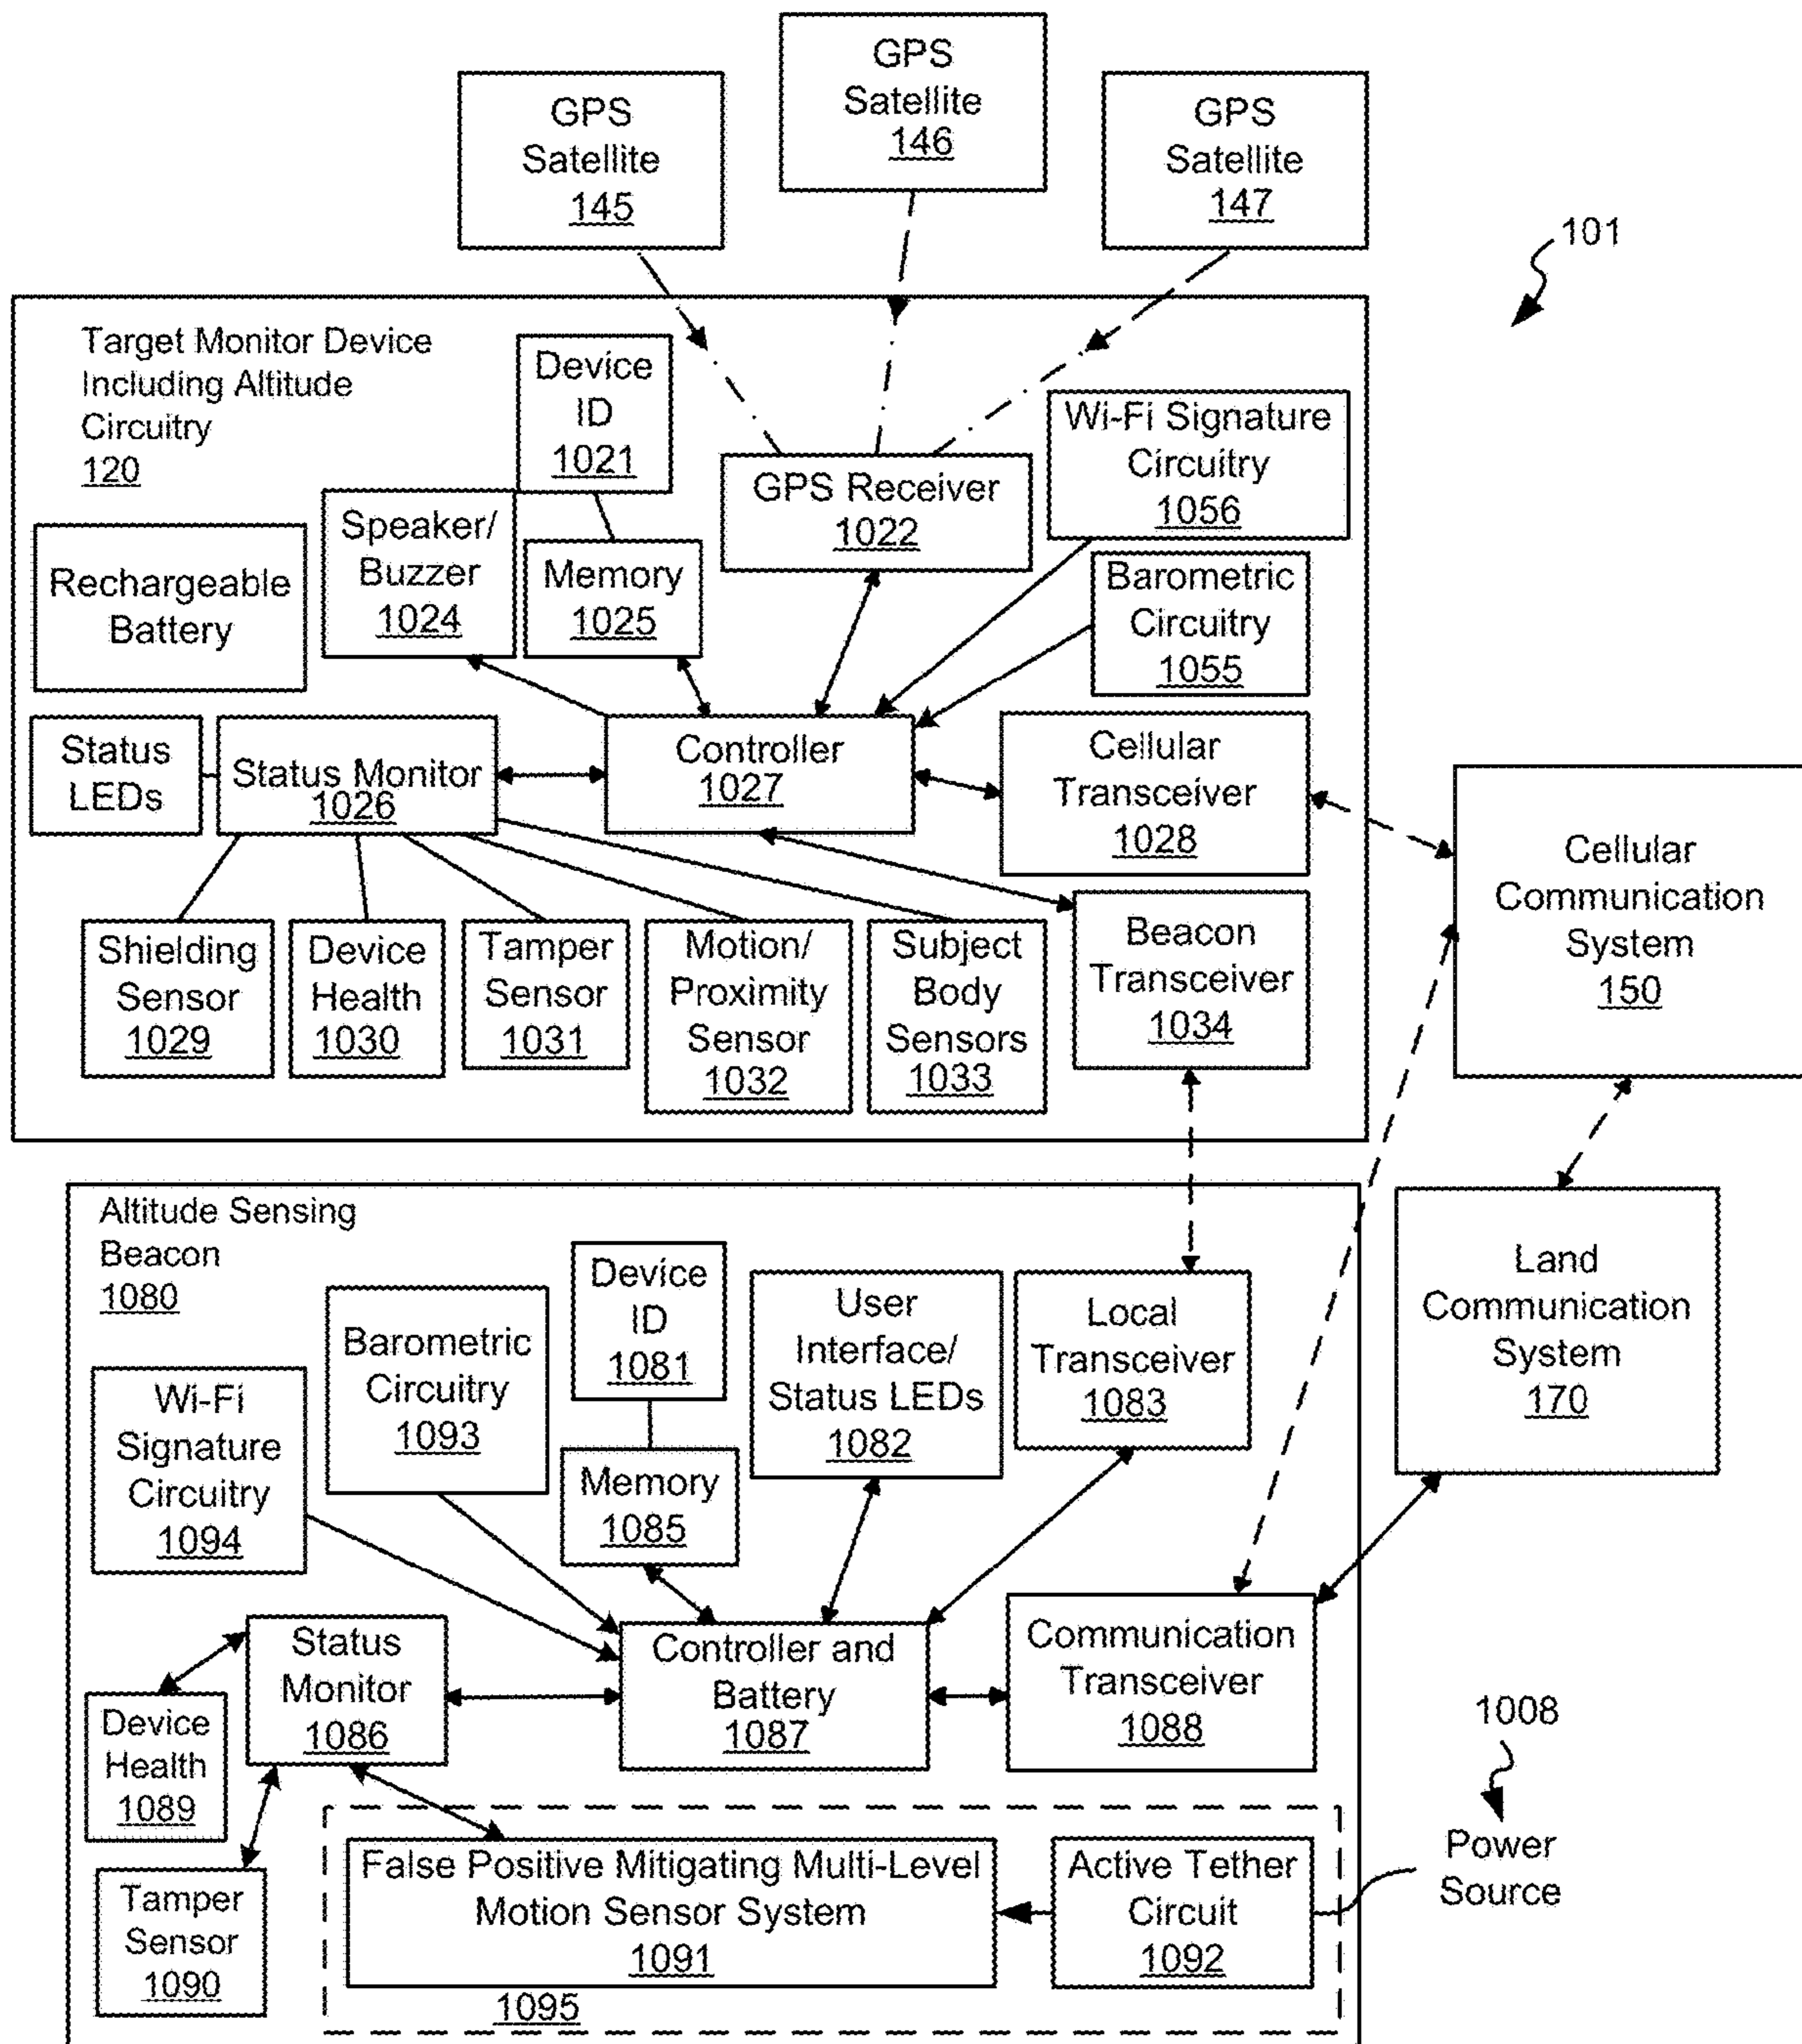 GPS
Satellite
145
GPS
Satellite
146
GPS
Satellite
147
101
Target Monitor Device
Including Altitude
Circuitry
120
Device
ID
1021
Wi-Fi Signature
Circuitry
1056
GPS Receiver
1022
Speaker/
Buzzer
1024
Memory
1025
Rechargeable
Battery
Barometric
Circuitry
1055
Status
LEDs
Status Monitor
1026
Controller
1027
Cellular
Transceiver
1028
Cellular
Communication
System
150
Shielding
Sensor
1029
Device
Health
1030
Tamper
Sensor
1031
Motion/
Proximity
Sensor
1032
Subject
Body
Sensors
1033
Beacon
Transceiver
1034
Altitude Sensing
Beacon
1080
Device
ID
1081
User
Interface/
Status LEDs
1082
Local
Transceiver
1083
Land
Communication
System
170
Barometric
Circuitry
1093
Wi-Fi
Signature
Circuitry
1094
Memory
1085
Status
Monitor
1086
Controller and
Battery
1087
Communication
Transceiver
1088
Device
Health
1089
1008
Power
Source
Tamper
Sensor
1090
False Positive Mitigating Multi-Level
Motion Sensor System
1091
Active Tether
Circuit
1092
1095